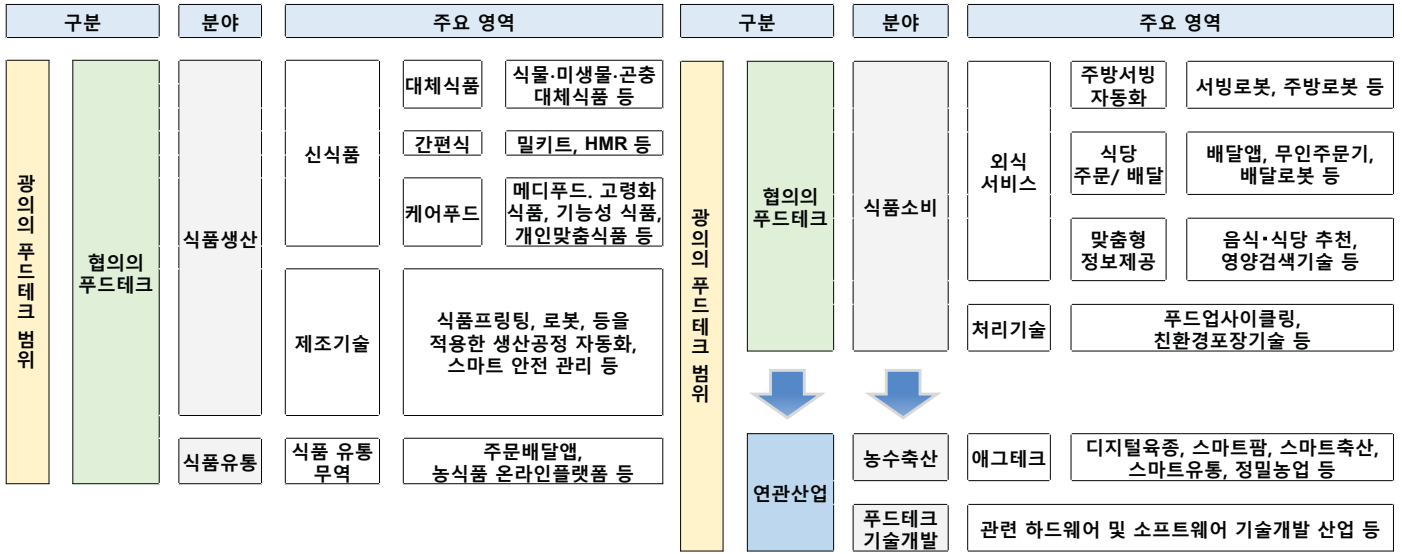 구분
분야
주요 영역
광의의 푸드테크 범위
협의의
푸드테크
식품생산
신식품
대체식품
식물·미생물·곤충
대체식품 등
간편식
밀키트, HMR 등
케어푸드
메디푸드. 고령화
식품, 기능성 식품,
개인맞춤식품 등
제조기술
식품프링팅, 로봇, 등을
적용한 생산공정 자동화,
스마트 안전 관리 등
식품유통
식품 유통
무역
주문배달앱,
농식품 온라인플랫폼 등
구분
분야
주요 영역
광의의 푸드테크 범위
협의의
푸드테크
식품소비
외식
서비스
주방서빙
자동화
서빙로봇, 주방로봇 등
식당
주문/ 배달
배달앱, 무인주문기,
배달로봇 등
맞춤형
정보제공
음식·식당 추천,
영양검색기술 등
처리기술
푸드업사이클링,
친환경포장기술 등
연관산업
농수축산
애그테크
디지털육종, 스마트팜, 스마트축산,
스마트유통, 정밀농업 등
푸드테크
기술개발
관련 하드웨어 및 소프트웨어 기술개발 산업 등